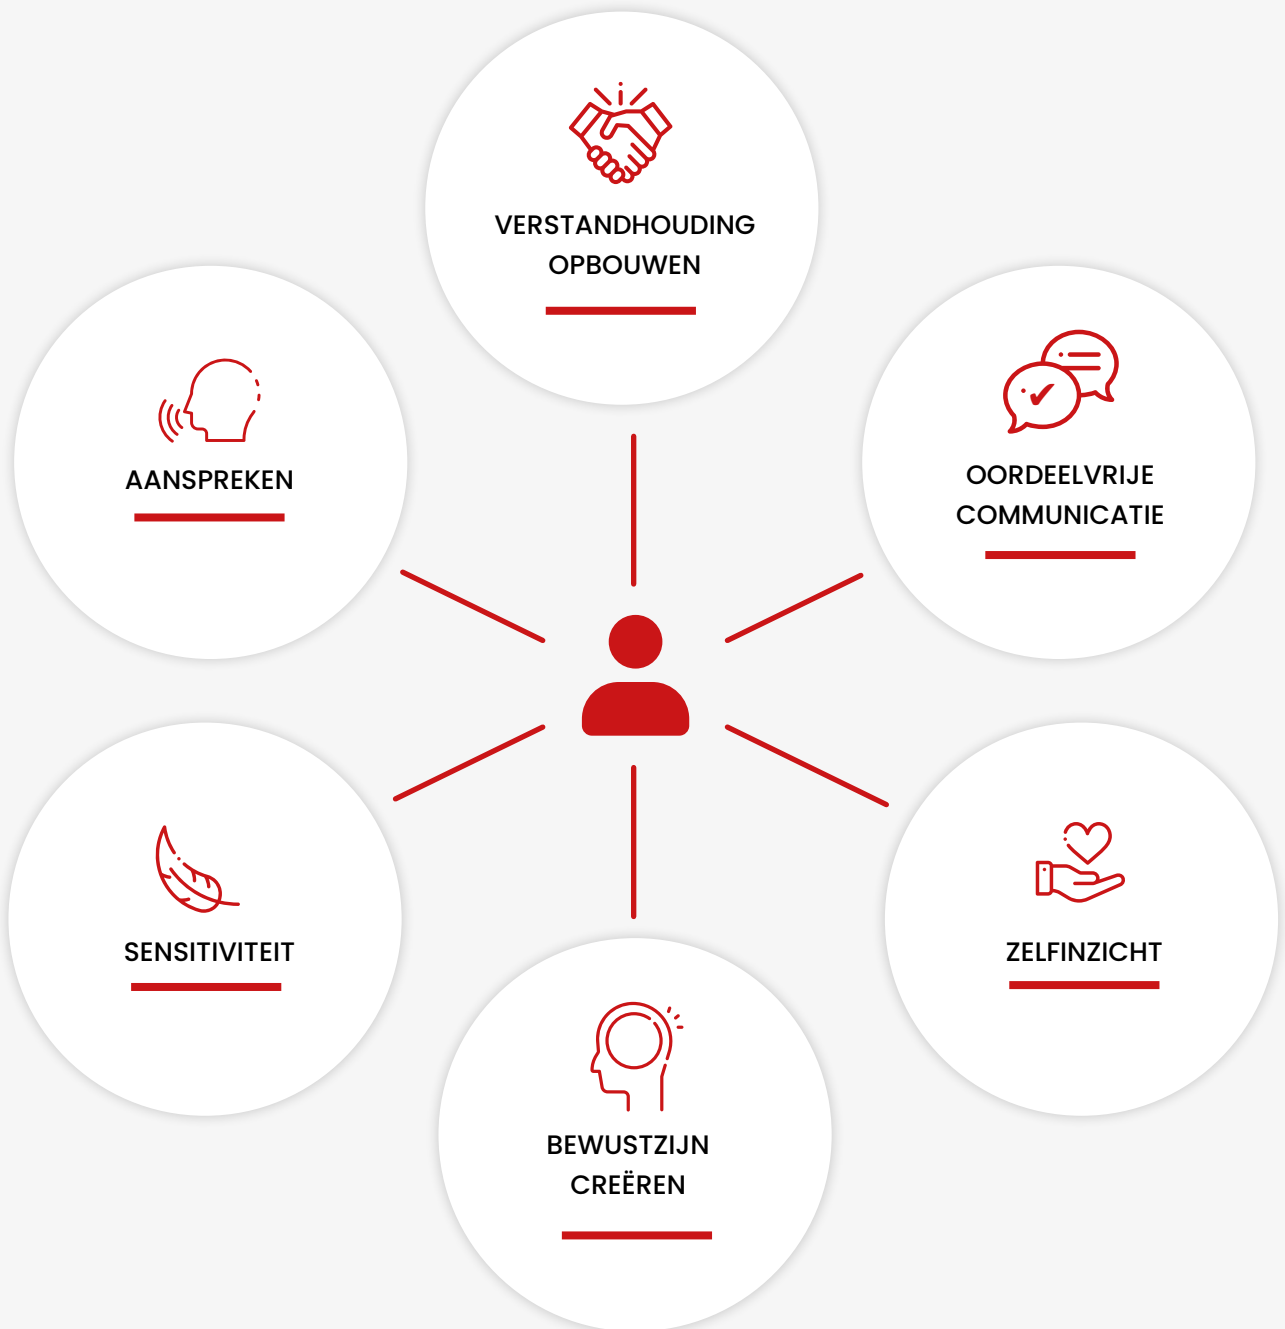 VERSTANDHOUDING
OPBOUWEN
AANSPREKEN
OORDEELVRIJE
COMMUNICATIE
SENSITIVITEIT
ZELFINZICHT
BEWUSTZIJN
CREËREN